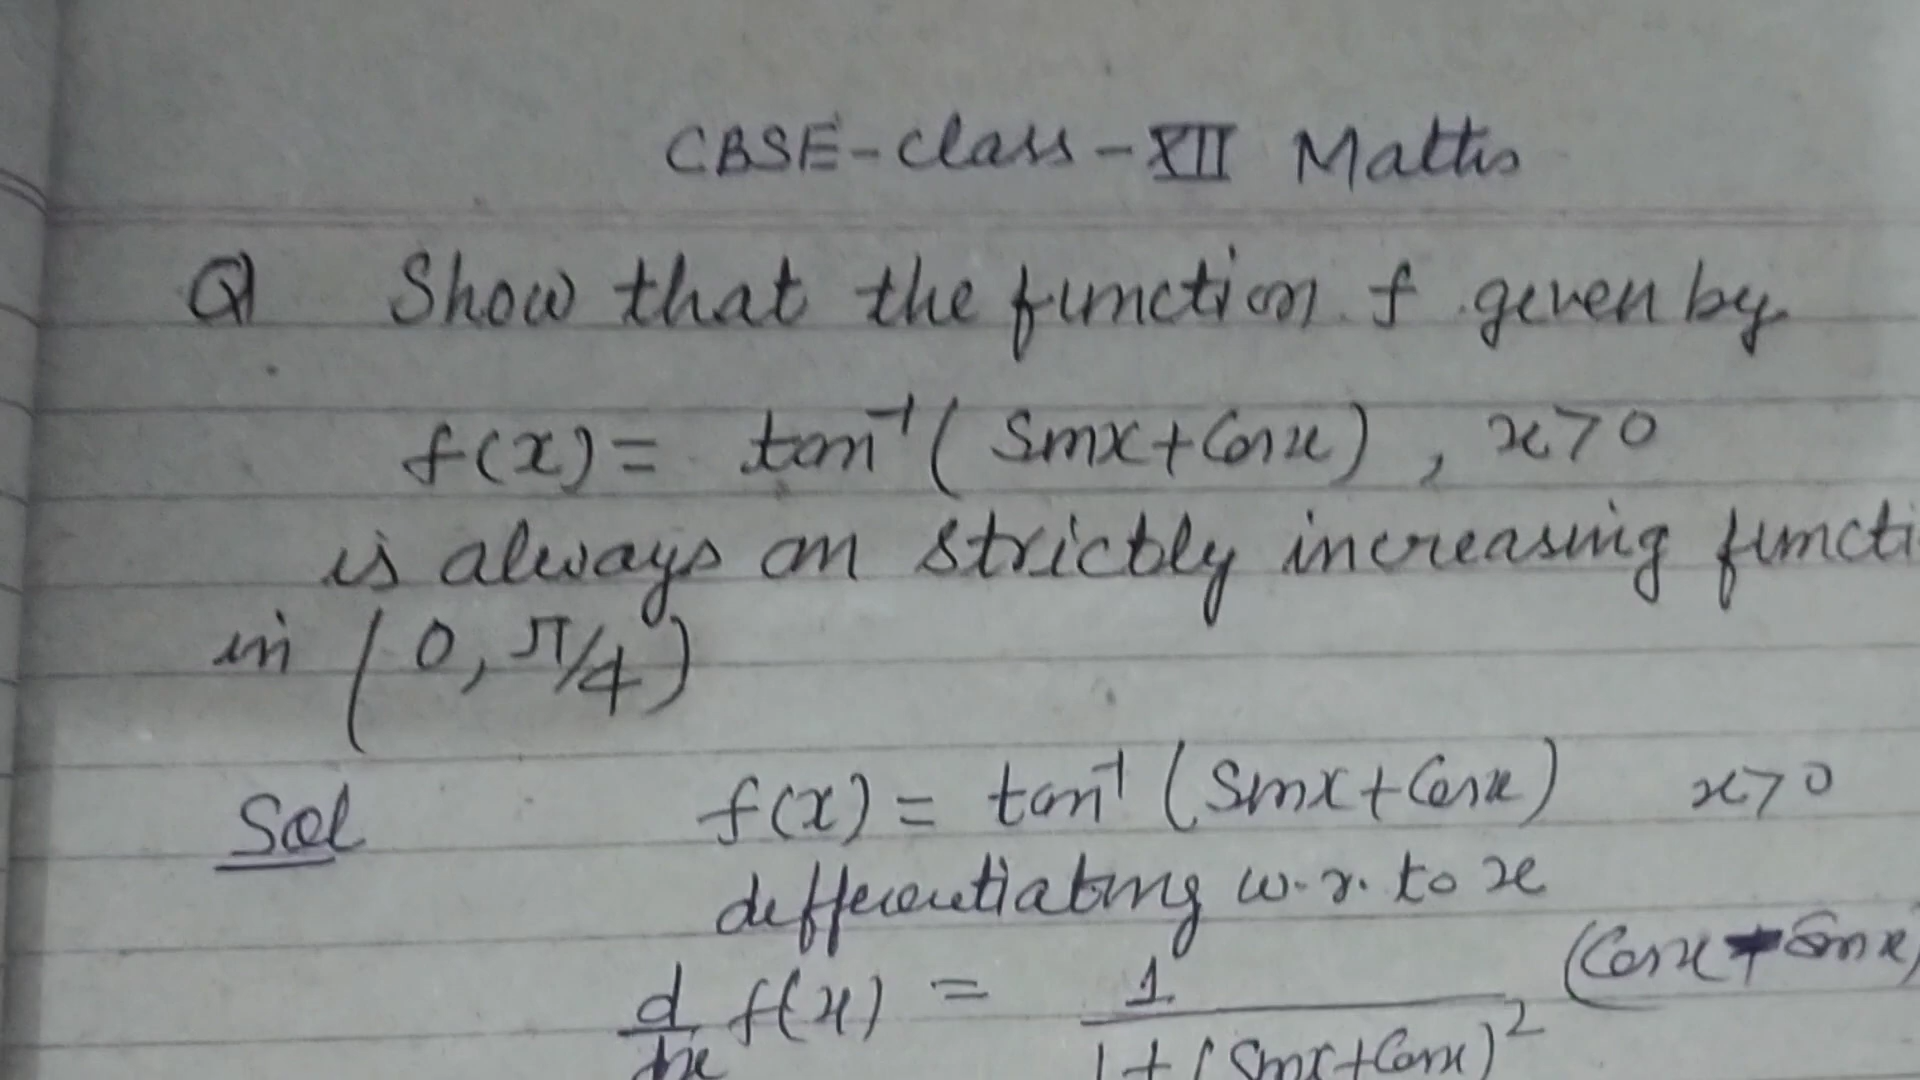 CBSE-Class-XII Maths
Q Show that the function f given by
f(x) = tan⁻¹(Sinx+Cosx), x>0
is always an strictly increasing functi
in (0, π/4)
Sol f(x) = tan⁻¹(Sinx+Cosx) x>0
differentiating w.r. to x
d/dx f(x) = 1/1+(Sinx+Cosx)² (Cosx-Sinx)